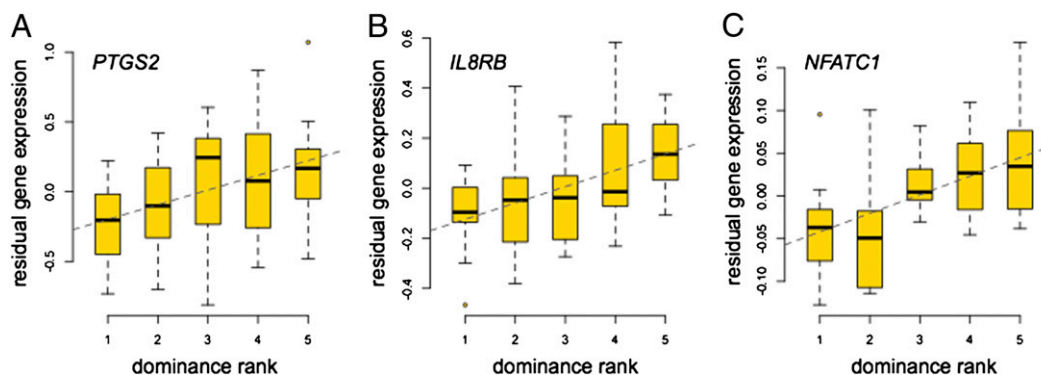 A
PTGS2
residual gene expression
1.0
0.5
0.0
-0.5
1 2 3 4 5
dominance rank
B
IL8RB
residual gene expression
0.6
0.4
0.2
0.0
-0.2
-0.4
1 2 3 4 5
dominance rank
C
NFATC1
residual gene expression
0.15
0.10
0.05
0.00
-0.05
-0.10
1 2 3 4 5
dominance rank